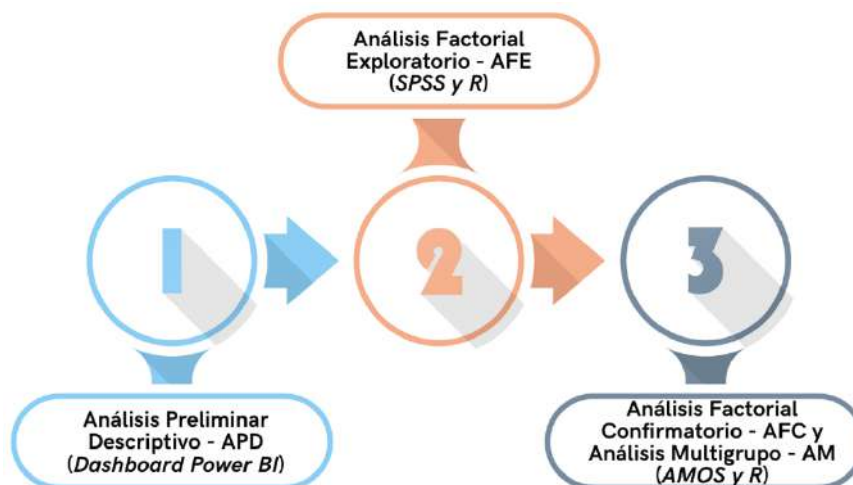 Análisis Factorial
Exploratorio - AFE
(SPSS y R)
1
2
3
Análisis Preliminar
Descriptivo - APD
(Dashboard Power BI)
Análisis Factorial
Confirmatorio - AFC y
Análisis Multigrupo - AM
(AMOS y R)